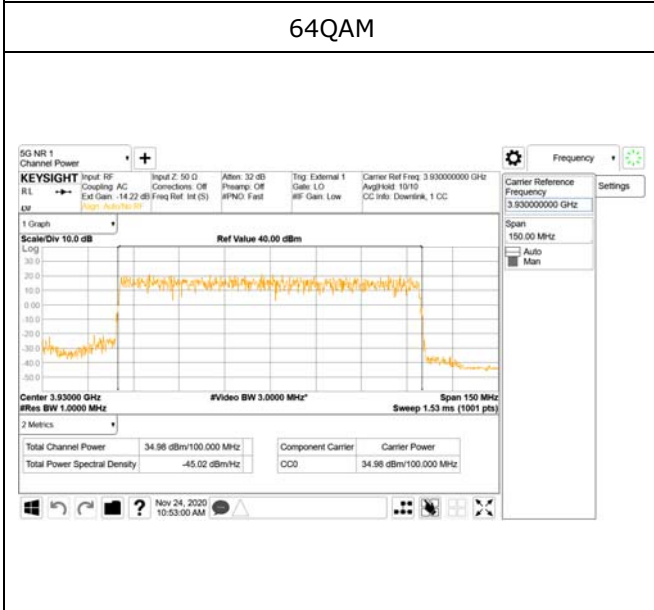 64QAM
5G NR 1
Channel Power
+
Frequency
KEYSIGHT Input: RF Input Z: 50 Ω Atten: 32 dB Trig: External 1 Carrier Ref Freq: 3.930000000 GHz
RL Coupling: AC Corrections: Off Preamp: Off Gate: LO Avg|Hold: 10/10
Ext Gain: -14.22 dB Freq Ref: Int (S) #PNO: Fast #IF Gain: Low CC Info: Downlink, 1 CC
Align: Auto/No RF
Carrier Reference
Frequency
3.930000000 GHz
Settings
Span
150.00 MHz
Auto
Man
1 Graph
Scale/Div 10.0 dB Ref Value 40.00 dBm
Log
30.0
20.0
10.0
0.00
-10.0
-20.0
-30.0
-40.0
-50.0
Center 3.93000 GHz #Video BW 3.0000 MHz* Span 150 MHz
#Res BW 1.0000 MHz Sweep 1.53 ms (1001 pts)
2 Metrics
Total Channel Power 34.98 dBm/100.000 MHz Component Carrier Carrier Power
Total Power Spectral Density -45.02 dBm/Hz CC0 34.98 dBm/100.000 MHz
? Nov 24, 2020
10:53:00 AM